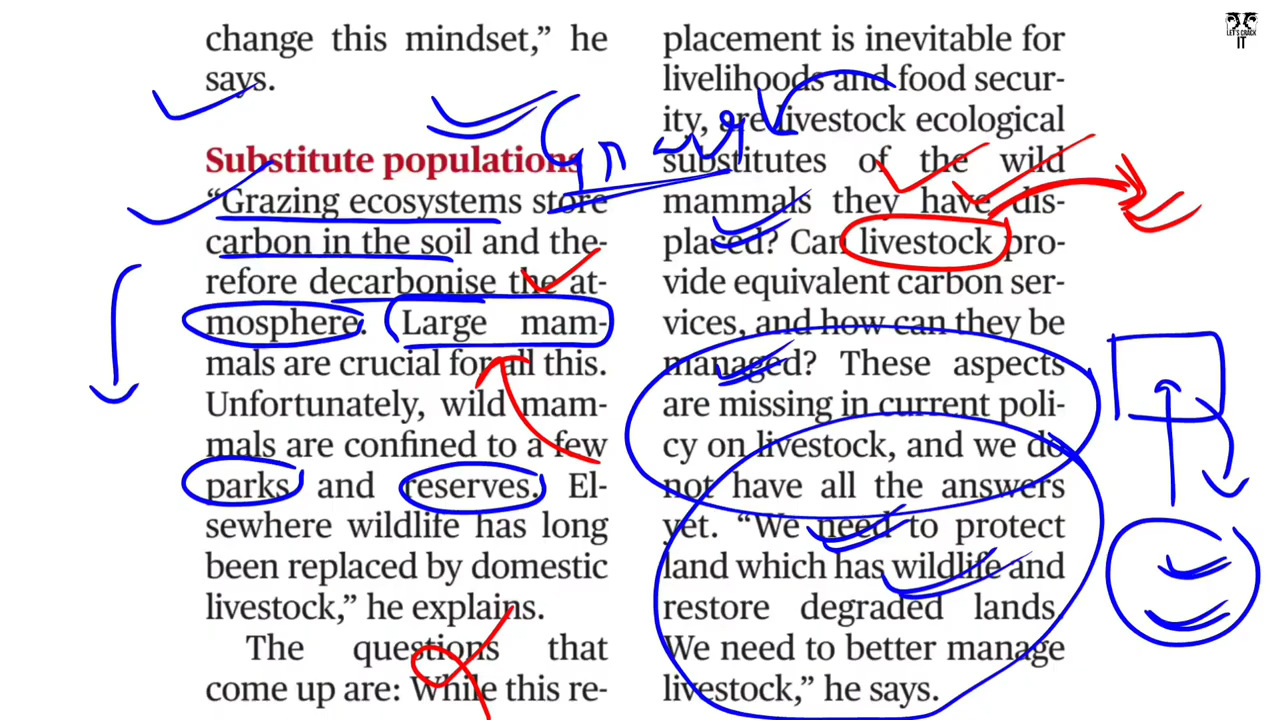 change this mindset,” he
says.
Substitute populations
“Grazing ecosystems store
carbon in the soil and the-
refore decarbonise the at-
mosphere. Large mam-
mals are crucial for all this.
Unfortunately, wild mam-
mals are confined to a few
parks and reserves. El-
sewhere wildlife has long
been replaced by domestic
livestock,” he explains.
The questions that
come up are: While this re-
placement is inevitable for
livelihoods and food secur-
ity, are livestock ecological
substitutes of the wild
mammals they have dis-
placed? Can livestock pro-
vide equivalent carbon ser-
vices, and how can they be
managed? These aspects
are missing in current poli-
cy on livestock, and we do
not have all the answers
yet. “We need to protect
land which has wildlife and
restore degraded lands.
We need to better manage
livestock,” he says.
LET'S CRACK
IT